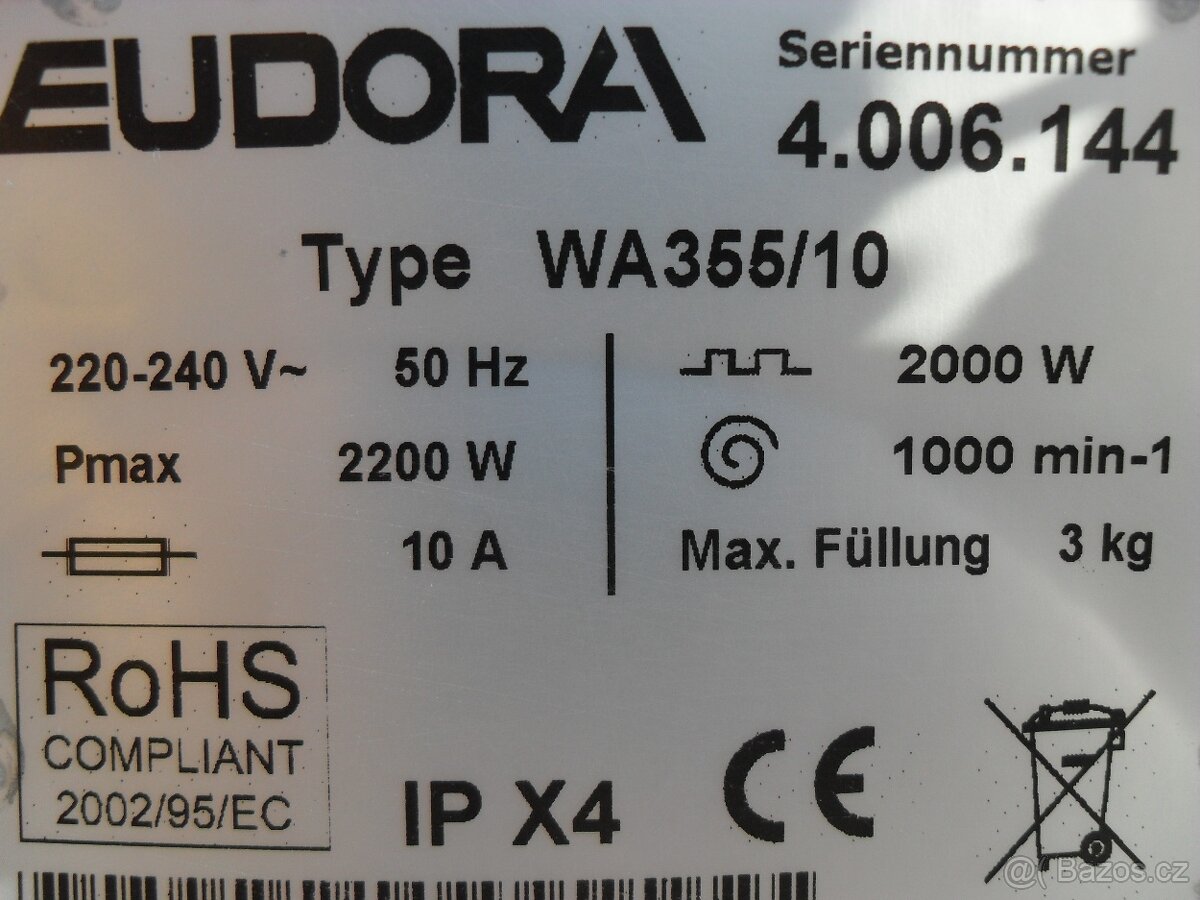 EUDORA
Seriennummer
4.006.144
Type WA355/10
220-240 V~ 50 Hz
2000 W
Pmax 2200 W
1000 min-1
10 A
Max. Füllung 3 kg
RoHS
COMPLIANT
2002/95/EC
IP X4
CE
@ Bazos.cz